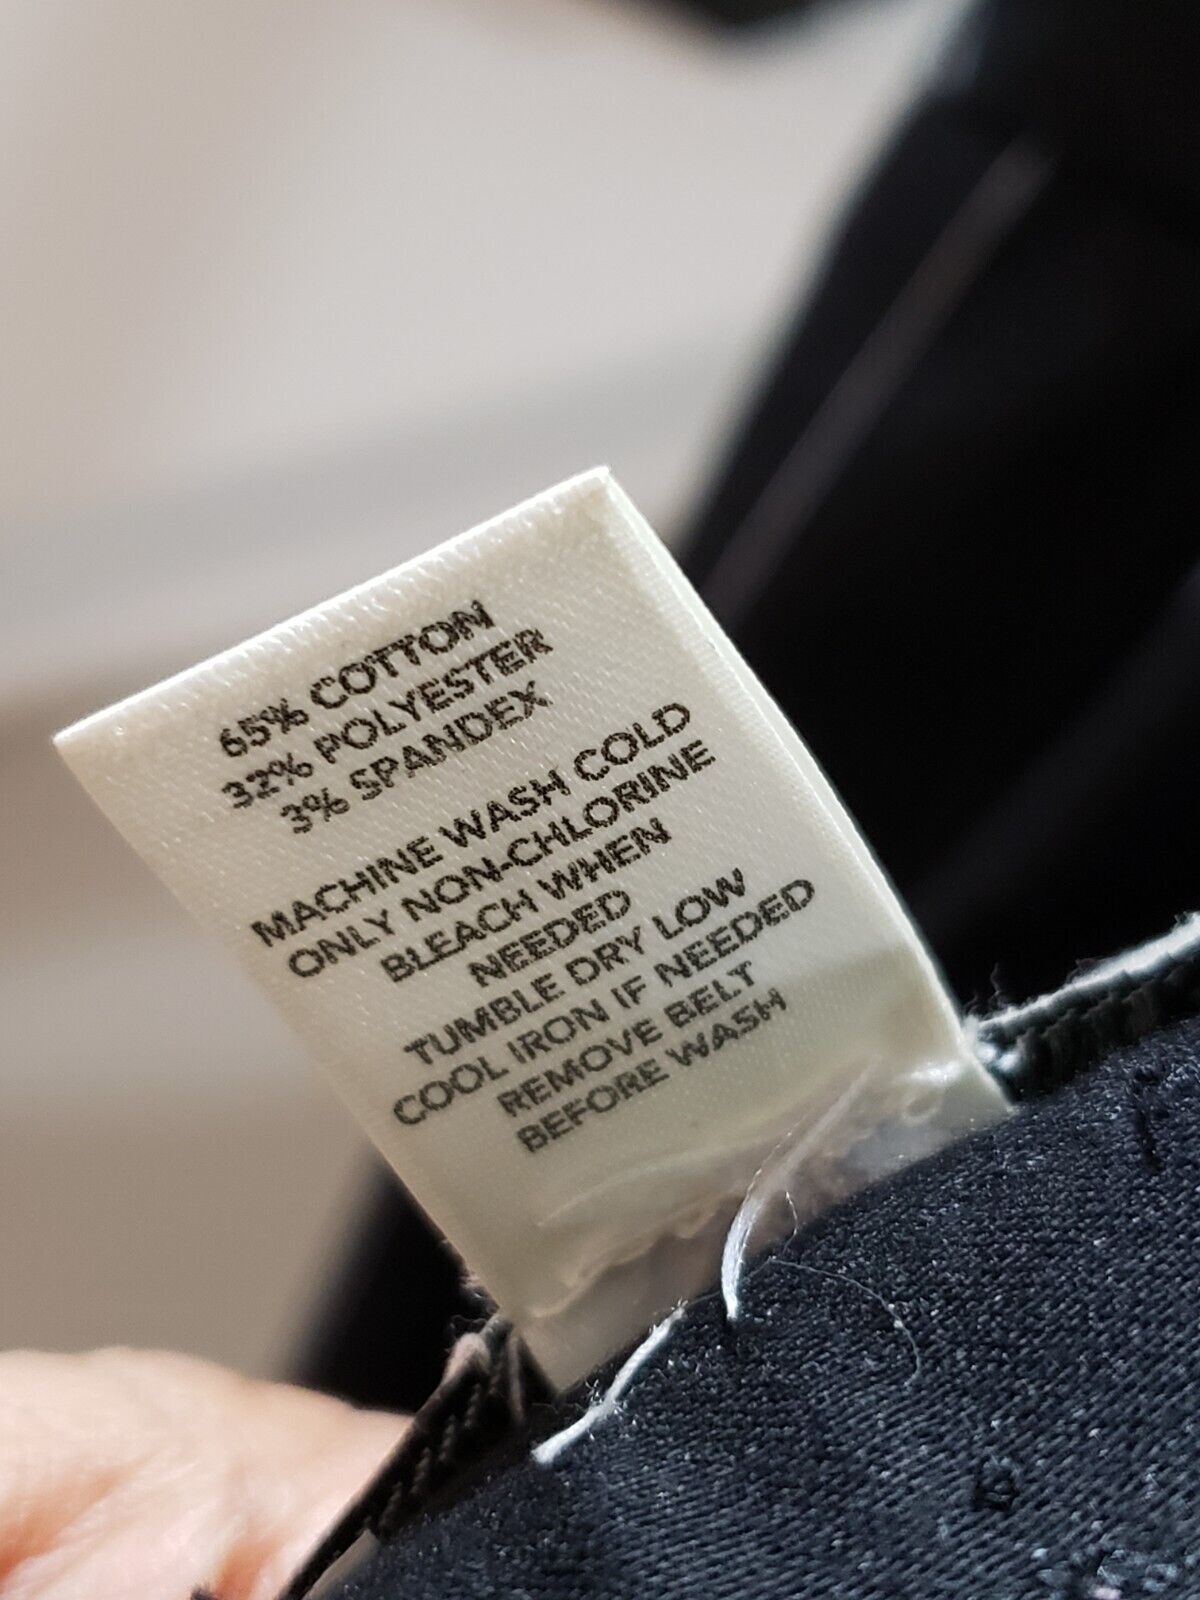 65% COTTON
32% POLYESTER
3% SPANDEX
MACHINE WASH COLD
ONLY NON-CHLORINE
BLEACH WHEN
NEEDED
TUMBLE DRY LOW
COOL IRON IF NEEDED
REMOVE BELT
BEFORE WASH